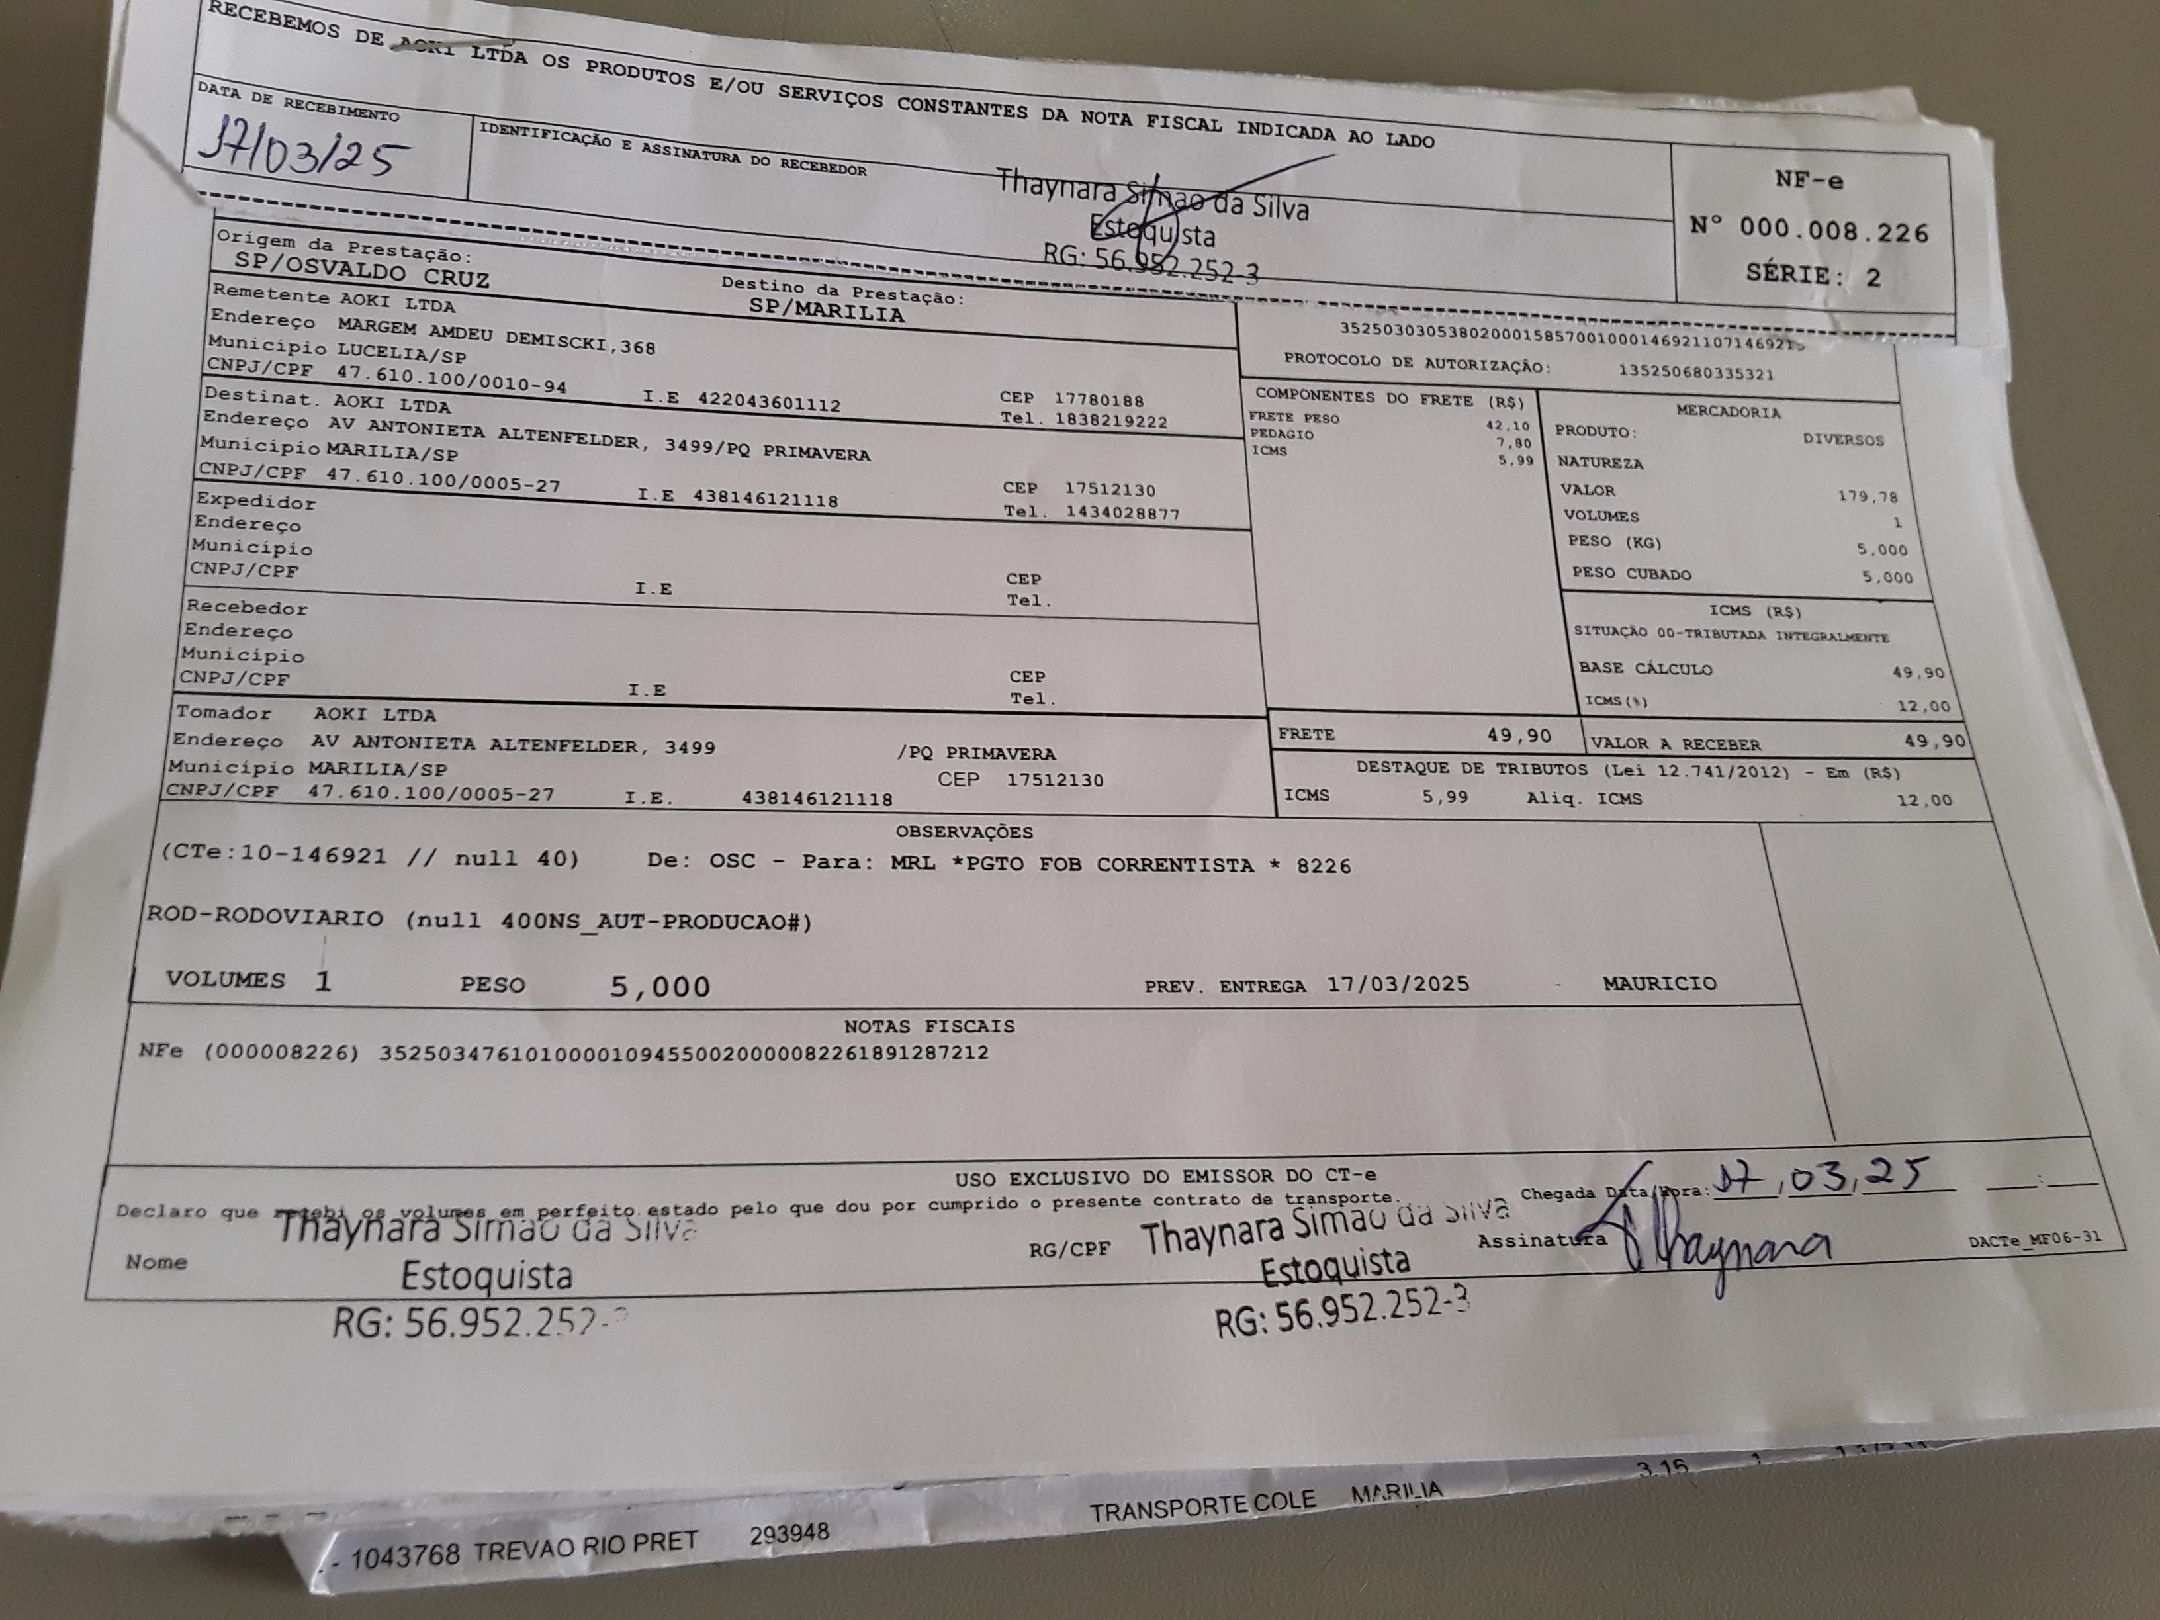 RECEBEMOS DE AOKI LTDA OS PRODUTOS E/OU SERVIÇOS CONSTANTES DA NOTA FISCAL INDICADA AO LADO
DATA DE RECEBIMENTO
17/03/25
IDENTIFICAÇÃO E ASSINATURA DO RECEBEDOR
Thaynara Simao da Silva
Estoquista
RG: 56.952.252-3
NF-e
Nº 000.008.226
SÉRIE: 2
Origem da Prestação:
SP/OSVALDO CRUZ
Destino da Prestação:
SP/MARILIA
Remetente AOKI LTDA
Endereço MARGEM AMDEU DEMISCKI,368
Município LUCELIA/SP
CNPJ/CPF 47.610.100/0010-94 I.E 422043601112
CEP 17780188
Tel. 1838219222
Destinat. AOKI LTDA
Endereço AV ANTONIETA ALTENFELDER, 3499/PQ PRIMAVERA
Município MARILIA/SP
CNPJ/CPF 47.610.100/0005-27 I.E 438146121118
CEP 17512130
Tel. 1434028877
Expedidor
Endereço
Município
CNPJ/CPF I.E
CEP
Tel.
Recebedor
Endereço
Município
CNPJ/CPF I.E
CEP
Tel.
Tomador AOKI LTDA
Endereço AV ANTONIETA ALTENFELDER, 3499 /PQ PRIMAVERA
Município MARILIA/SP CEP 17512130
CNPJ/CPF 47.610.100/0005-27 I.E. 438146121118
PROTOCOLO DE AUTORIZAÇÃO: 135250680335321
COMPONENTES DO FRETE (R$)
FRETE PESO 42,10
PEDAGIO 7,80
ICMS 5,99
MERCADORIA
PRODUTO: DIVERSOS
NATUREZA
VALOR 179,78
VOLUMES 1
PESO (KG) 5,000
PESO CUBADO 5,000
ICMS (R$)
SITUAÇÃO 00-TRIBUTADA INTEGRALMENTE
BASE CÁLCULO 49,90
ICMS(%) 12,00
FRETE 49,90
VALOR A RECEBER 49,90
DESTAQUE DE TRIBUTOS (Lei 12.741/2012) - Em (R$)
ICMS 5,99 Aliq. ICMS 12,00
OBSERVAÇÕES
(CTe:10-146921 // null 40) De: OSC - Para: MRL *PGTO FOB CORRENTISTA * 8226
ROD-RODOVIARIO (null 400NS_AUT-PRODUCAO#)
VOLUMES 1 PESO 5,000 PREV. ENTREGA 17/03/2025 - MAURICIO
NOTAS FISCAIS
NFe (000008226) 35250347610100001094550020000082261891287212
USO EXCLUSIVO DO EMISSOR DO CT-e
Declaro que recebi os volumes em perfeito estado pelo que dou por cumprido o presente contrato de transporte.
Chegada Data/Hora: 17,03,25 :
Nome
Thaynara Simao da Silva
Estoquista
RG: 56.952.252-3
RG/CPF
Thaynara Simao da Silva
Estoquista
RG: 56.952.252-3
Assinatura Thaynara
DACTe_MF06-31
- 1043768 TREVAO RIO PRET 293948 TRANSPORTE COLE MARILIA 3.15 1